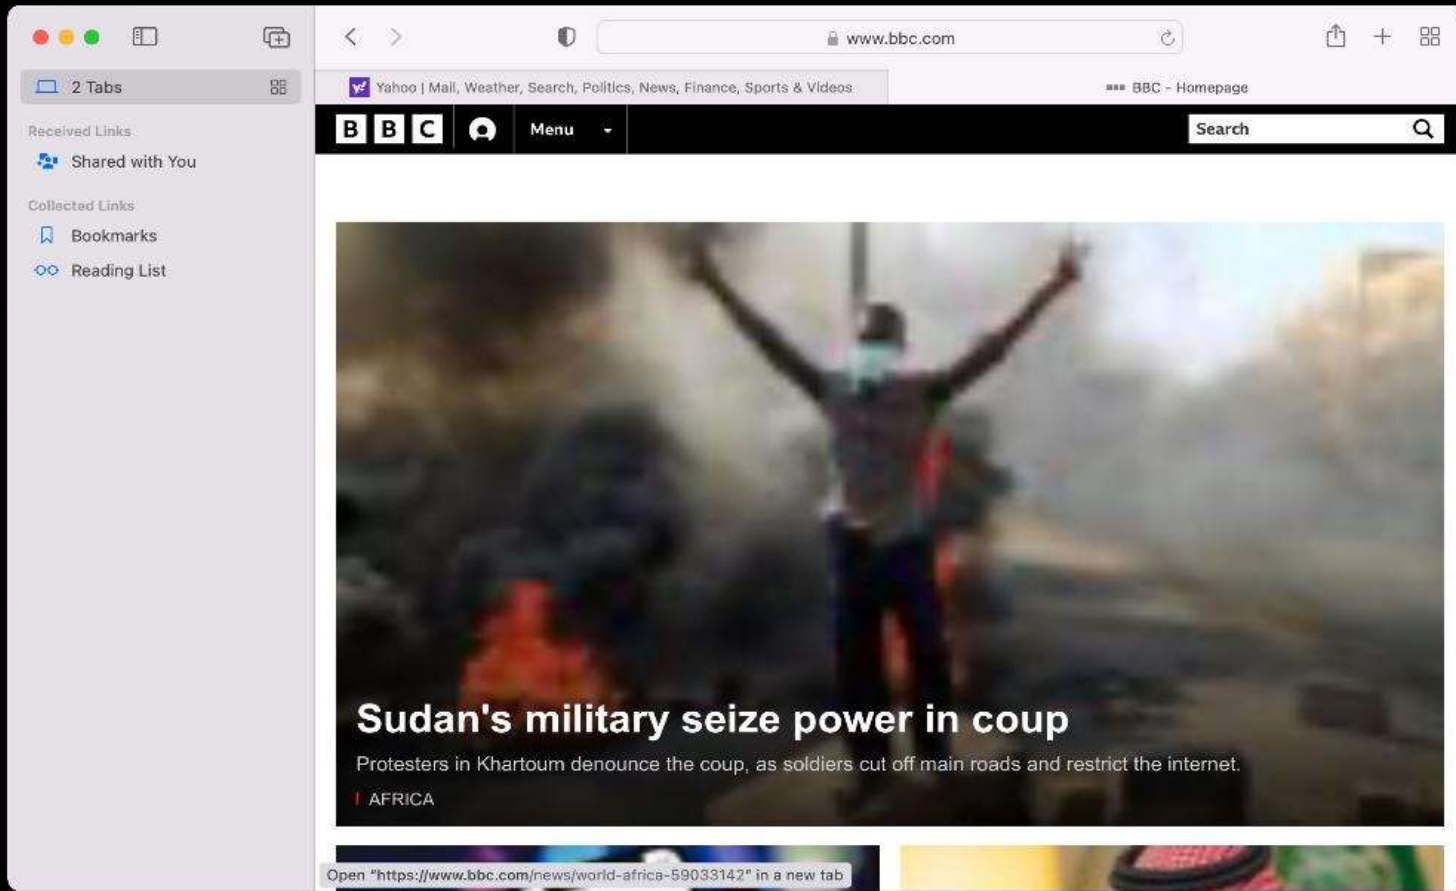 www.bbc.com
2 Tabs
Yahoo | Mail, Weather, Search, Politics, News, Finance, Sports & Videos
BBC - Homepage
Received Links
Shared with You
Collected Links
Bookmarks
Reading List
BBC
Menu
Search
Sudan's military seize power in coup
Protesters in Khartoum denounce the coup, as soldiers cut off main roads and restrict the internet.
AFRICA
Open "https://www.bbc.com/news/world-africa-59033142" in a new tab